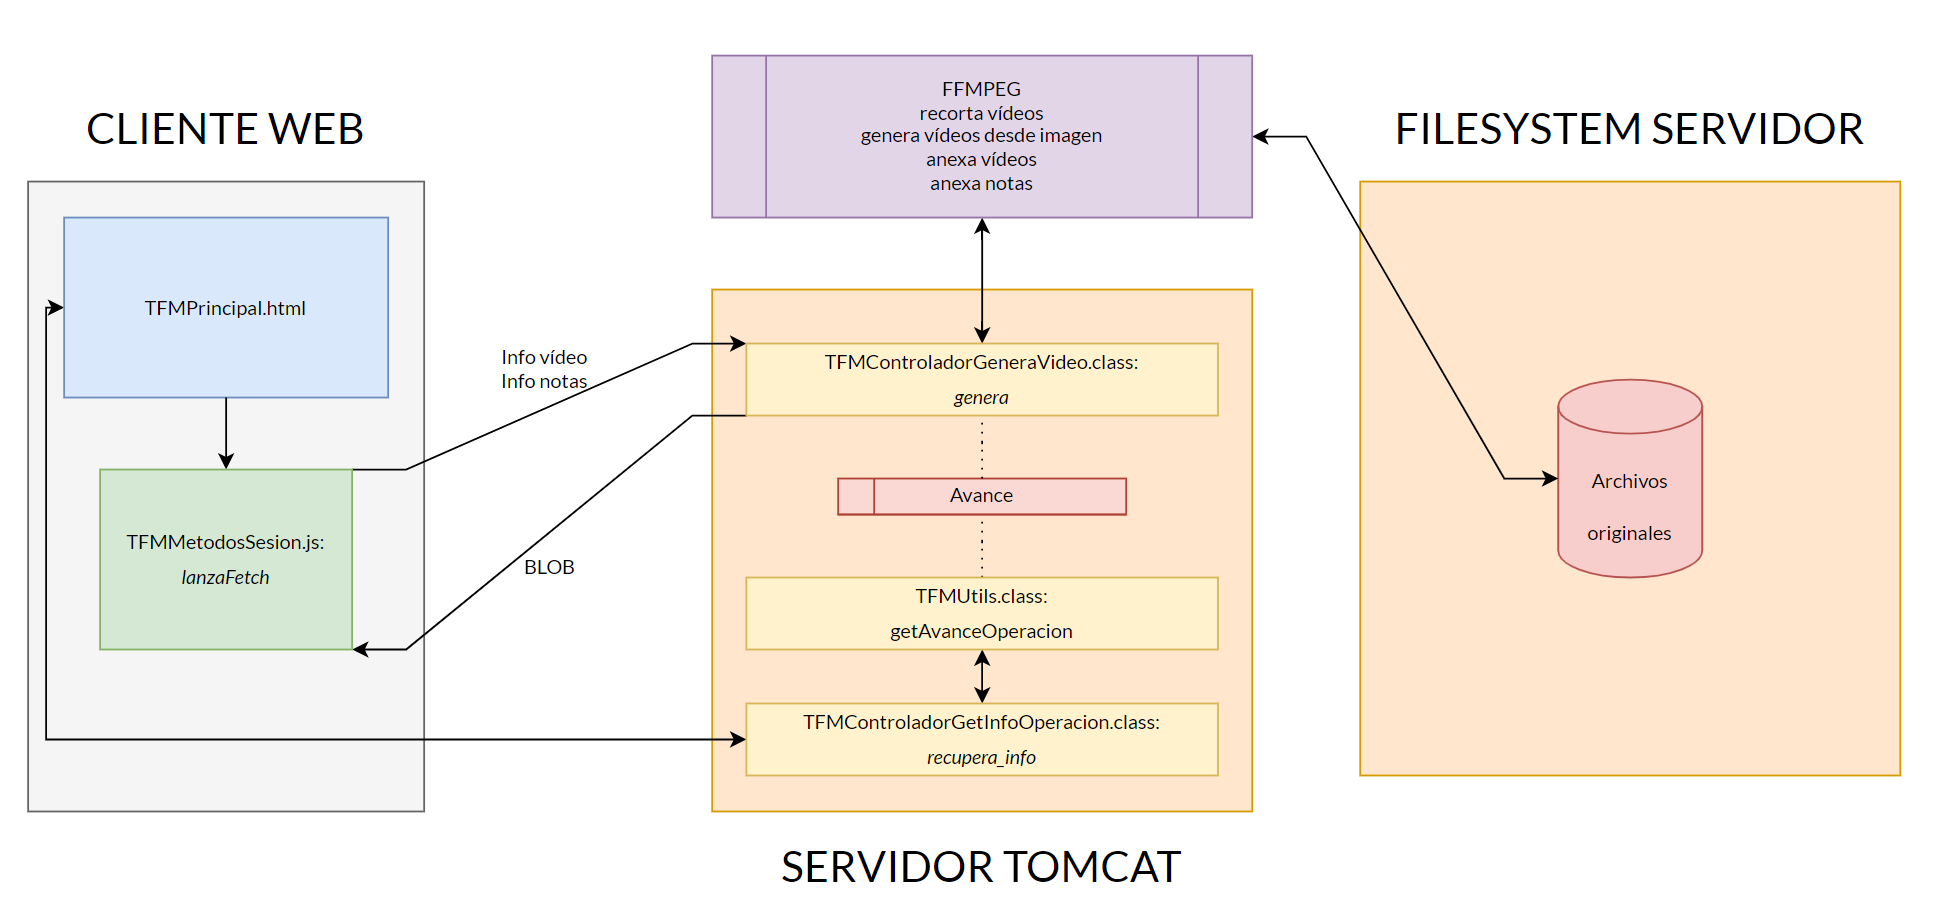 CLIENTE WEB
TFMPrincipal.html
TFMMetodosSesion.js:
lanzaFetch
Info vídeo
Info notas
BLOB
FFMPEG
recorta vídeos
genera vídeos desde imagen
anexa vídeos
anexa notas
TFMControladorGeneraVideo.class:
genera
Avance
TFMUtils.class:
getAvanceOperacion
TFMControladorGetInfoOperacion.class:
recupera_info
SERVIDOR TOMCAT
FILESYSTEM SERVIDOR
Archivos
originales